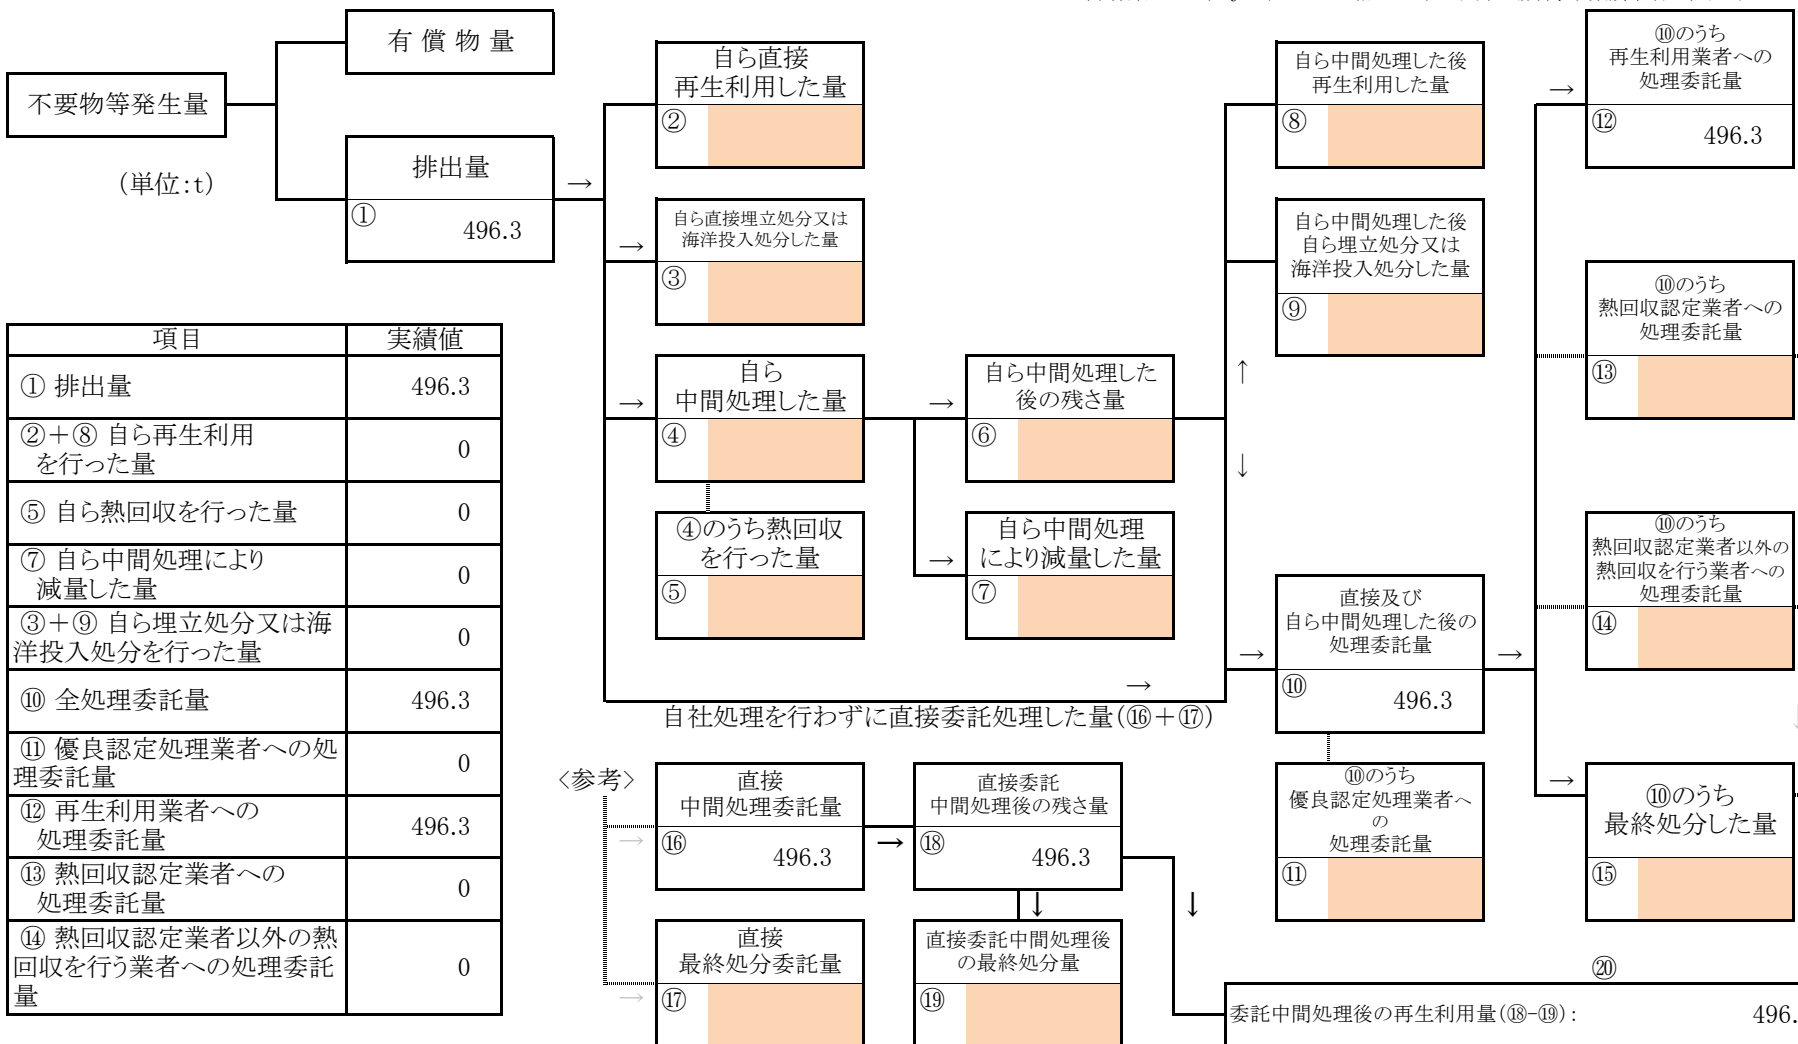 有償物量
不要物等発生量
(単位:t)
排出量
①
496.3
→
自ら直接
再生利用した量
②
→
自ら直接埋立処分又は
海洋投入処分した量
③
→
自ら
中間処理した量
④
④のうち熱回収
を行った量
⑤
→
自ら中間処理した
後の残さ量
⑥
→
自ら中間処理
により減量した量
⑦
↑
↓
自ら中間処理した後
再生利用した量
⑧
自ら中間処理した後
自ら埋立処分又は
海洋投入処分した量
⑨
→
自社処理を行わずに直接委託処理した量(⑯+⑰)
→
直接及び
自ら中間処理した後の
処理委託量
⑩
496.3
→
⑩のうち
優良認定処理業者へ
の
処理委託量
⑪
→
⑩のうち
再生利用業者への
処理委託量
⑫
496.3
⑩のうち
熱回収認定業者への
処理委託量
⑬
⑩のうち
熱回収認定業者以外の
熱回収を行う業者への
処理委託量
⑭
→
⑩のうち
最終処分した量
⑮
項目 実績値
① 排出量 496.3
②+⑧ 自ら再生利用
を行った量 0
⑤ 自ら熱回収を行った量 0
⑦ 自ら中間処理により
減量した量 0
③+⑨ 自ら埋立処分又は海
洋投入処分を行った量 0
⑩ 全処理委託量 496.3
⑪ 優良認定処理業者への処
理委託量 0
⑫ 再生利用業者への
処理委託量 496.3
⑬ 熱回収認定業者への
処理委託量 0
⑭ 熱回収認定業者以外の熱
回収を行う業者への処理委託
量 0
<参考>
→
直接
中間処理委託量
⑯
496.3
→
直接委託
中間処理後の残さ量
⑱
496.3
↓
↓
→
直接
最終処分委託量
⑰
直接委託中間処理後
の最終処分量
⑲
⑳
委託中間処理後の再生利用量(⑱-⑲): 496.